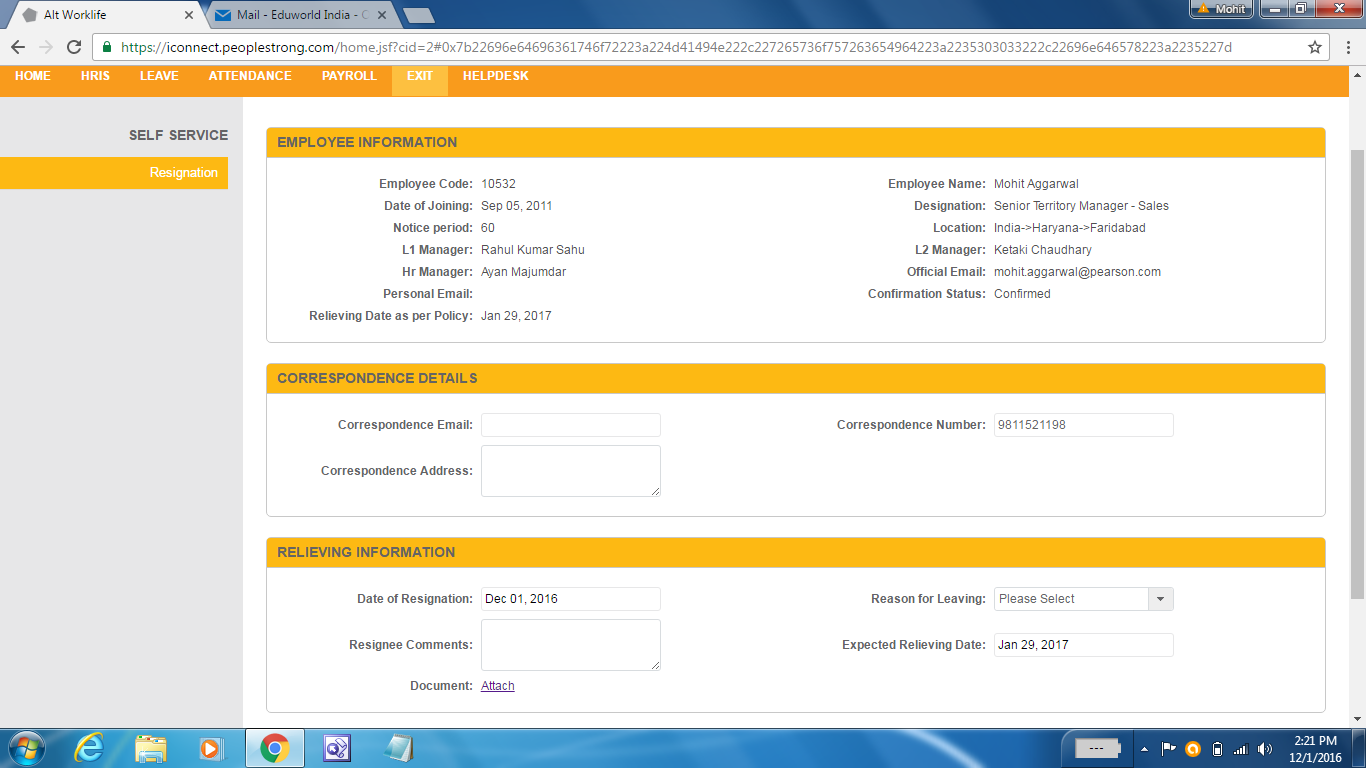 Alt Worklife
Mail - Eduworld India - 
Mohit
https://iconnect.peoplestrong.com/home.jsf?cid=2#0x7b22696e64696361746f72223a224d41494e222c227265736f757263654964223a2235303033222c22696e646578223a2235227d
HOME HRIS LEAVE ATTENDANCE PAYROLL EXIT HELPDESK
SELF SERVICE
Resignation
EMPLOYEE INFORMATION
Employee Code: 10532 Employee Name: Mohit Aggarwal
Date of Joining: Sep 05, 2011 Designation: Senior Territory Manager - Sales
Notice period: 60 Location: India->Haryana->Faridabad
L1 Manager: Rahul Kumar Sahu L2 Manager: Ketaki Chaudhary
Hr Manager: Ayan Majumdar Official Email: mohit.aggarwal@pearson.com
Personal Email: Confirmation Status: Confirmed
Relieving Date as per Policy: Jan 29, 2017
CORRESPONDENCE DETAILS
Correspondence Email: Correspondence Number: 9811521198
Correspondence Address:
RELIEVING INFORMATION
Date of Resignation: Dec 01, 2016 Reason for Leaving: Please Select
Resignee Comments: Expected Relieving Date: Jan 29, 2017
Document: Attach
---
2:21 PM
12/1/2016